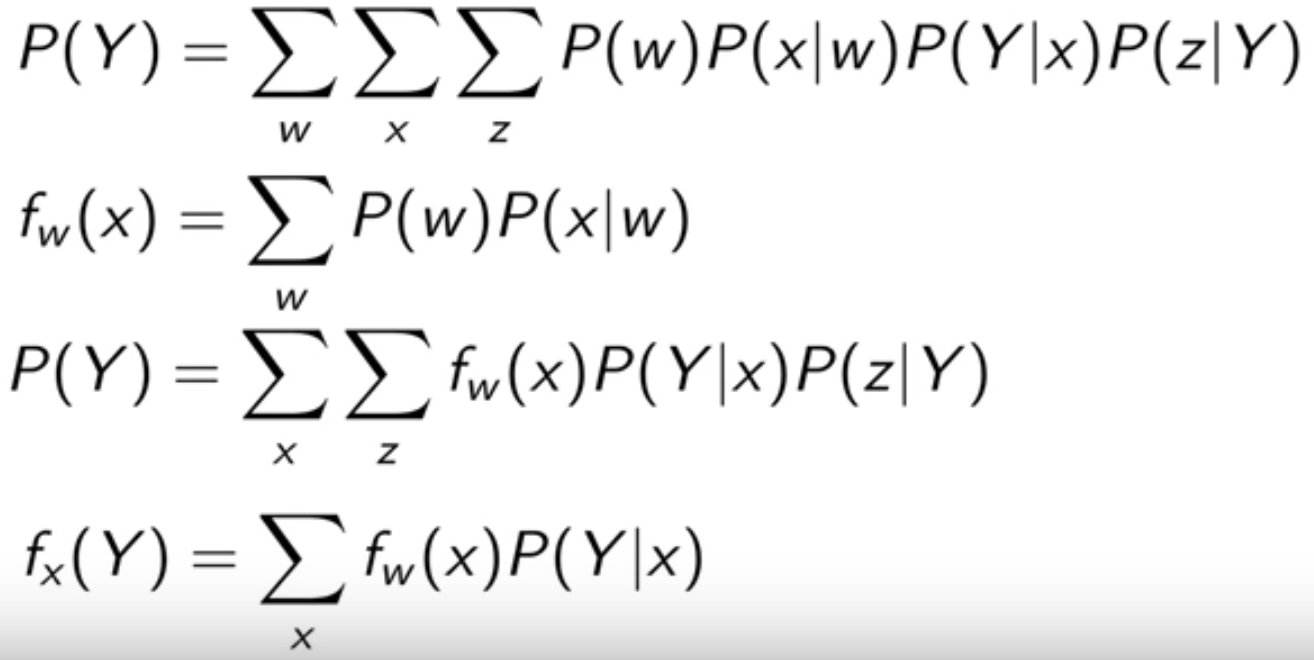 P(Y) = ∑_w ∑_x ∑_z P(w)P(x|w)P(Y|x)P(z|Y)
f_w(x) = ∑_w P(w)P(x|w)
P(Y) = ∑_x ∑_z f_w(x)P(Y|x)P(z|Y)
f_x(Y) = ∑_x f_w(x)P(Y|x)